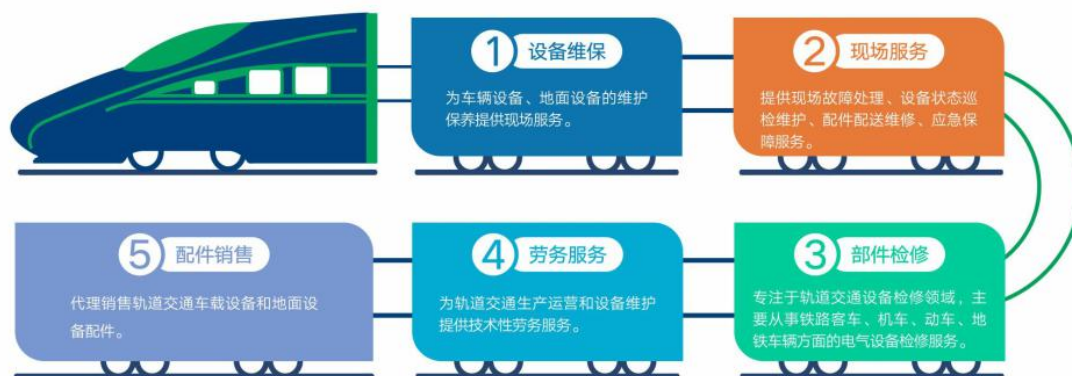 1 设备维保
为车辆设备、地面设备的维护
保养提供现场服务。
2 现场服务
提供现场故障处理、设备状态巡
检维护、配件配送维修、应急保
障服务。
3 部件检修
专注于轨道交通设备检修领域，主
要从事铁路客车、机车、动车、地
铁车辆方面的电气设备检修服务。
4 劳务服务
为轨道交通生产运营和设备维护
提供技术性劳务服务。
5 配件销售
代理销售轨道交通车载设备和地面设
备配件。